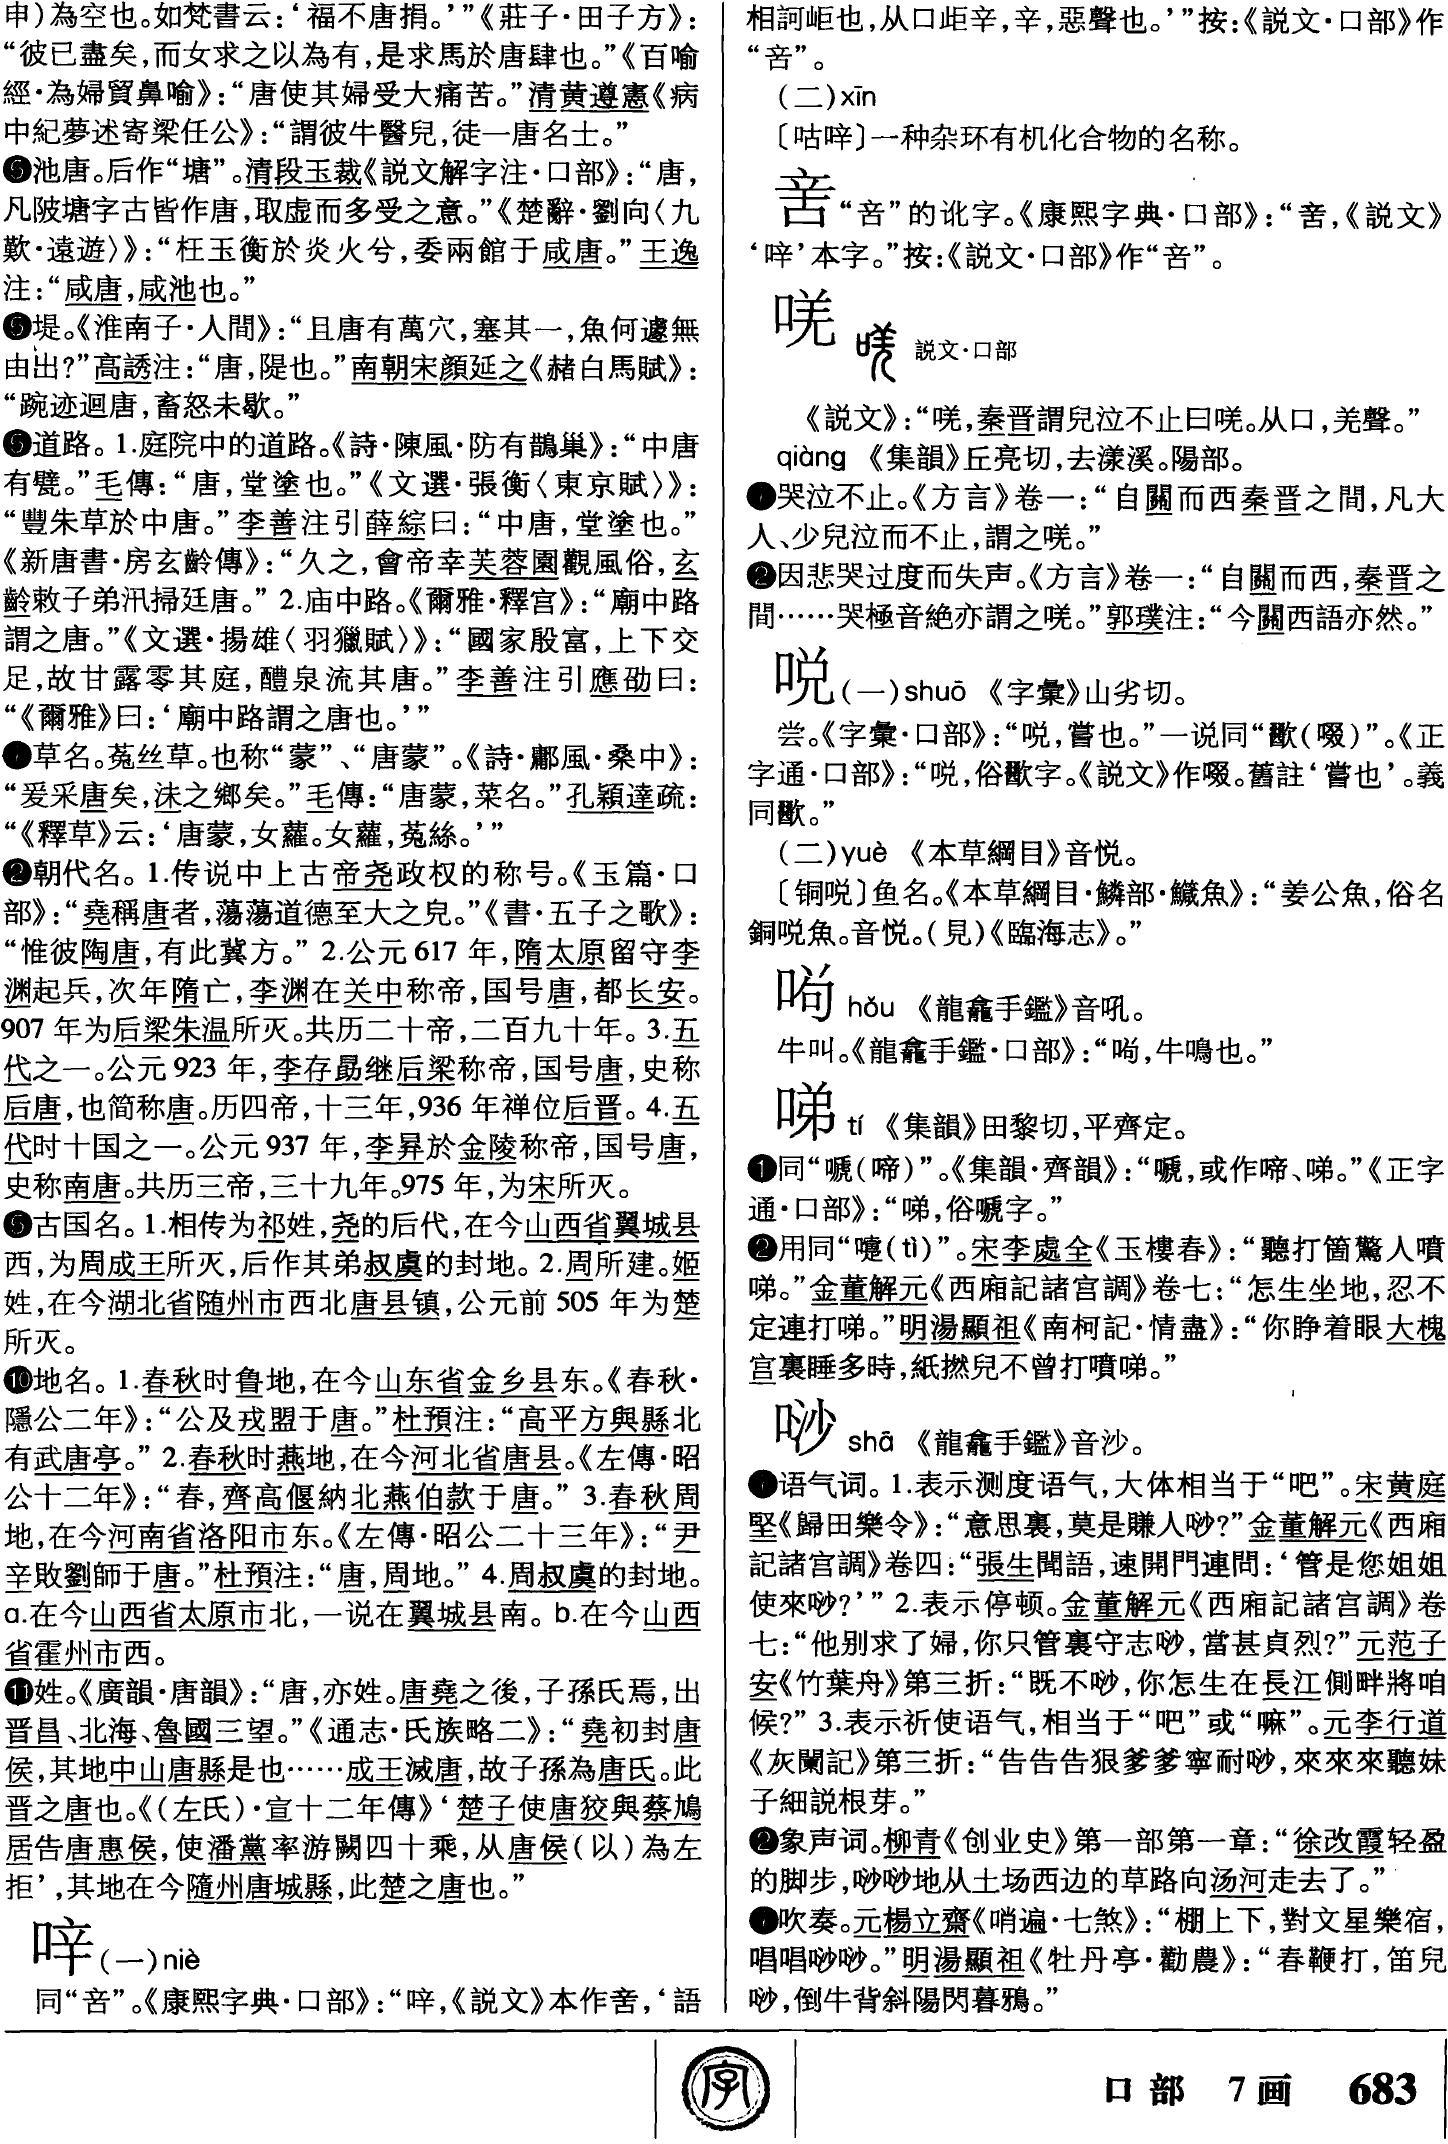 申)為空也。如梵書云:‘福不唐捐。’”《莊子·田子方》:
“彼已盡矣,而女求之以為有,是求馬於唐肆也。”《百喻
經·為婦貿鼻喻》:“唐使其婦受大痛苦。”清黄遵憲《病
中紀夢述寄梁任公》:“謂彼牛醫兒,徒一唐名士。”
❺池唐。后作“塘”。清段玉裁《説文解字注·口部》:“唐,
凡陂塘字古皆作唐,取虚而多受之意。”《楚辭·劉向〈九
歎·遠遊〉》:“枉玉衡於炎火兮,委兩館于咸唐。”王逸
注:“咸唐,咸池也。”
堤。《淮南子·人間》:“且唐有萬穴,塞其一,魚何遽無
由出?”高誘注:“唐,隄也。”南朝宋顔延之《赭白馬賦》:
“踠迹迴唐,畜怒未歇。”
道路。1.庭院中的道路。《詩·陳風·防有鵲巢》:“中唐
有甓。”毛傳:“唐,堂塗也。”《文選·張衡〈東京賦〉》:
“豐朱草於中唐。”李善注引薛綜曰:“中唐,堂塗也。”
《新唐書·房玄齡傳》:“久之,會帝幸芙蓉園觀風俗,玄
齡敕子弟汛掃廷唐。”2.庙中路。《爾雅·釋宫》:“廟中路
謂之唐。”《文選·揚雄〈羽獵賦〉》:“國家殷富,上下交
足,故甘露零其庭,醴泉流其唐。”李善注引應劭曰:
“《爾雅》曰:‘廟中路謂之唐也。’”
草名。菟丝草。也称“蒙”、“唐蒙”。《詩·鄘風·桑中》:
“爰采唐矣,沬之鄉矣。”毛傳:“唐蒙,菜名。”孔穎達疏:
“《釋草》云:‘唐蒙,女蘿。女蘿,菟絲。’”
朝代名。1.传说中上古帝尧政权的称号。《玉篇·口
部》:“堯稱唐者,蕩蕩道德至大之皃。”《書·五子之歌》:
“惟彼陶唐,有此冀方。”2.公元617年,隋太原留守李
渊起兵,次年隋亡,李渊在关中称帝,国号唐,都长安。
907年为后梁朱温所灭。共历二十帝,二百九十年。3.五
代之一。公元923年,李存勗继后梁称帝,国号唐,史称
后唐,也简称唐。历四帝,十三年,936年禅位后晋。4.五
代时十国之一。公元937年,李昪於金陵称帝,国号唐,
史称南唐。共历三帝,三十九年。975年,为宋所灭。
古国名。1.相传为祁姓,尧的后代,在今山西省翼城县
西,为周成王所灭,后作其弟叔虞的封地。2.周所建。姬
姓,在今湖北省随州市西北唐县镇,公元前505年为楚
所灭。
❿地名。1.春秋时鲁地,在今山东省金乡县东。《春秋·
隱公二年》:“公及戎盟于唐。”杜預注:“高平方與縣北
有武唐亭。”2.春秋时燕地,在今河北省唐县。《左傳·昭
公十二年》:“春,齊高偃納北燕伯款于唐。”3.春秋周
地,在今河南省洛阳市东。《左傳·昭公二十三年》:“尹
辛敗劉師于唐。”杜預注:“唐,周地。”4.周叔虞的封地。
a.在今山西省太原市北,一说在翼城县南。b.在今山西
省霍州市西。
⓫姓。《廣韻·唐韻》:“唐,亦姓。唐堯之後,子孫氏焉,出
晋昌、北海、魯國三望。”《通志·氏族略二》:“堯初封唐
侯,其地中山唐縣是也……成王滅唐,故子孫為唐氏。此
晋之唐也。《(左氏)·宣十二年傳》‘楚子使唐狡與蔡鳩
居告唐惠侯,使潘黨率游闕四十乘,从唐侯(以)為左
拒’,其地在今隨州唐城縣,此楚之唐也。”
啐(一)niè
同“䇂”。《康熙字典·口部》:“㖕,《説文》本作䇂,‘語
相訶岠也,从口歫辛,辛,惡聲也。’”按:《説文·口部》作
“㖕”。
(二)xīn
〔咕啐〕一种杂环有机化合物的名称。
“㖕”的讹字。《康熙字典·口部》:“舍,《説文》
‘㖕’本字。”按:《説文·口部》作“㖕”。
唴 説文·口部
《説文》:“唴,秦晋謂兒泣不止曰唴。从口,羌聲。”
qiàng 《集韻》丘亮切,去漾溪。陽部。
哭泣不止。《方言》卷一:“自關而西秦晋之間,凡大
人、少兒泣而不止,謂之唴。”
❷因悲哭过度而失声。《方言》卷一:“自關而西,秦晋之
間……哭極音絶亦謂之唴。”郭璞注:“今關西語亦然。”
哾(一)shuō 《字彙》山劣切。
尝。《字彙·口部》:“哾,嘗也。”一说同“歠(啜)”。《正
字通·口部》:“哾,俗歠字。《説文》作啜。舊註‘嘗也’。義
同歠。”
(二)yuè 《本草綱目》音悦。
〔铜哾〕鱼名。《本草綱目·鱗部·鱵魚》:“姜公魚,俗名
銅哾魚。音悦。(見)《臨海志》。”
㖃 hǒu 《龍龕手鑑》音吼。
牛叫。《龍龕手鑑·口部》:“㖃,牛鳴也。”
㖒 tí 《集韻》田黎切,平齊定。
❶同“嗁(啼)”。《集韻·齊韻》:“嗁,或作啼、㖒。”《正字
通·口部》:“㖒,俗嗁字。”
❷用同“嚏(tì)”。宋李處全《玉樓春》:“聽打箇驚人噴
㖒。”金董解元《西廂記諸宫調》卷七:“怎生坐地,忍不
定連打㖒。”明湯顯祖《南柯記·情盡》:“你睁着眼大槐
宫裏睡多時,紙撚兒不曾打噴㖒。”
唦 shā 《龍龕手鑑》音沙。
语气词。1.表示测度语气,大体相当于“吧”。宋黄庭
堅《歸田樂令》:“意思裏,莫是賺人唦?”金董解元《西廂
記諸宫調》卷四:“張生聞語,速開門連問:‘管是您姐姐
使來唦?’”2.表示停顿。金董解元《西廂記諸宫調》卷
七:“他别求了婦,你只管裏守志唦,當甚貞烈?”元范子
安《竹葉舟》第三折:“既不唦,你怎生在長江側畔將咱
候?”3.表示祈使语气,相当于“吧”或“嘛”。元李行道
《灰闌記》第三折:“告告告狠爹爹寧耐唦,來來來聽妹
子細説根芽。”
❷象声词。柳青《创业史》第一部第一章:“徐改霞轻盈
的脚步,唦唦地从土场西边的草路向汤河走去了。”
吹奏。元楊立齋《哨遍·七煞》:“棚上下,對文星樂宿,
唱唱唦唦。”明湯顯祖《牡丹亭·勸農》:“春鞭打,笛兒
唦,倒牛背斜陽閃暮鴉。”
字
口部 7画 683